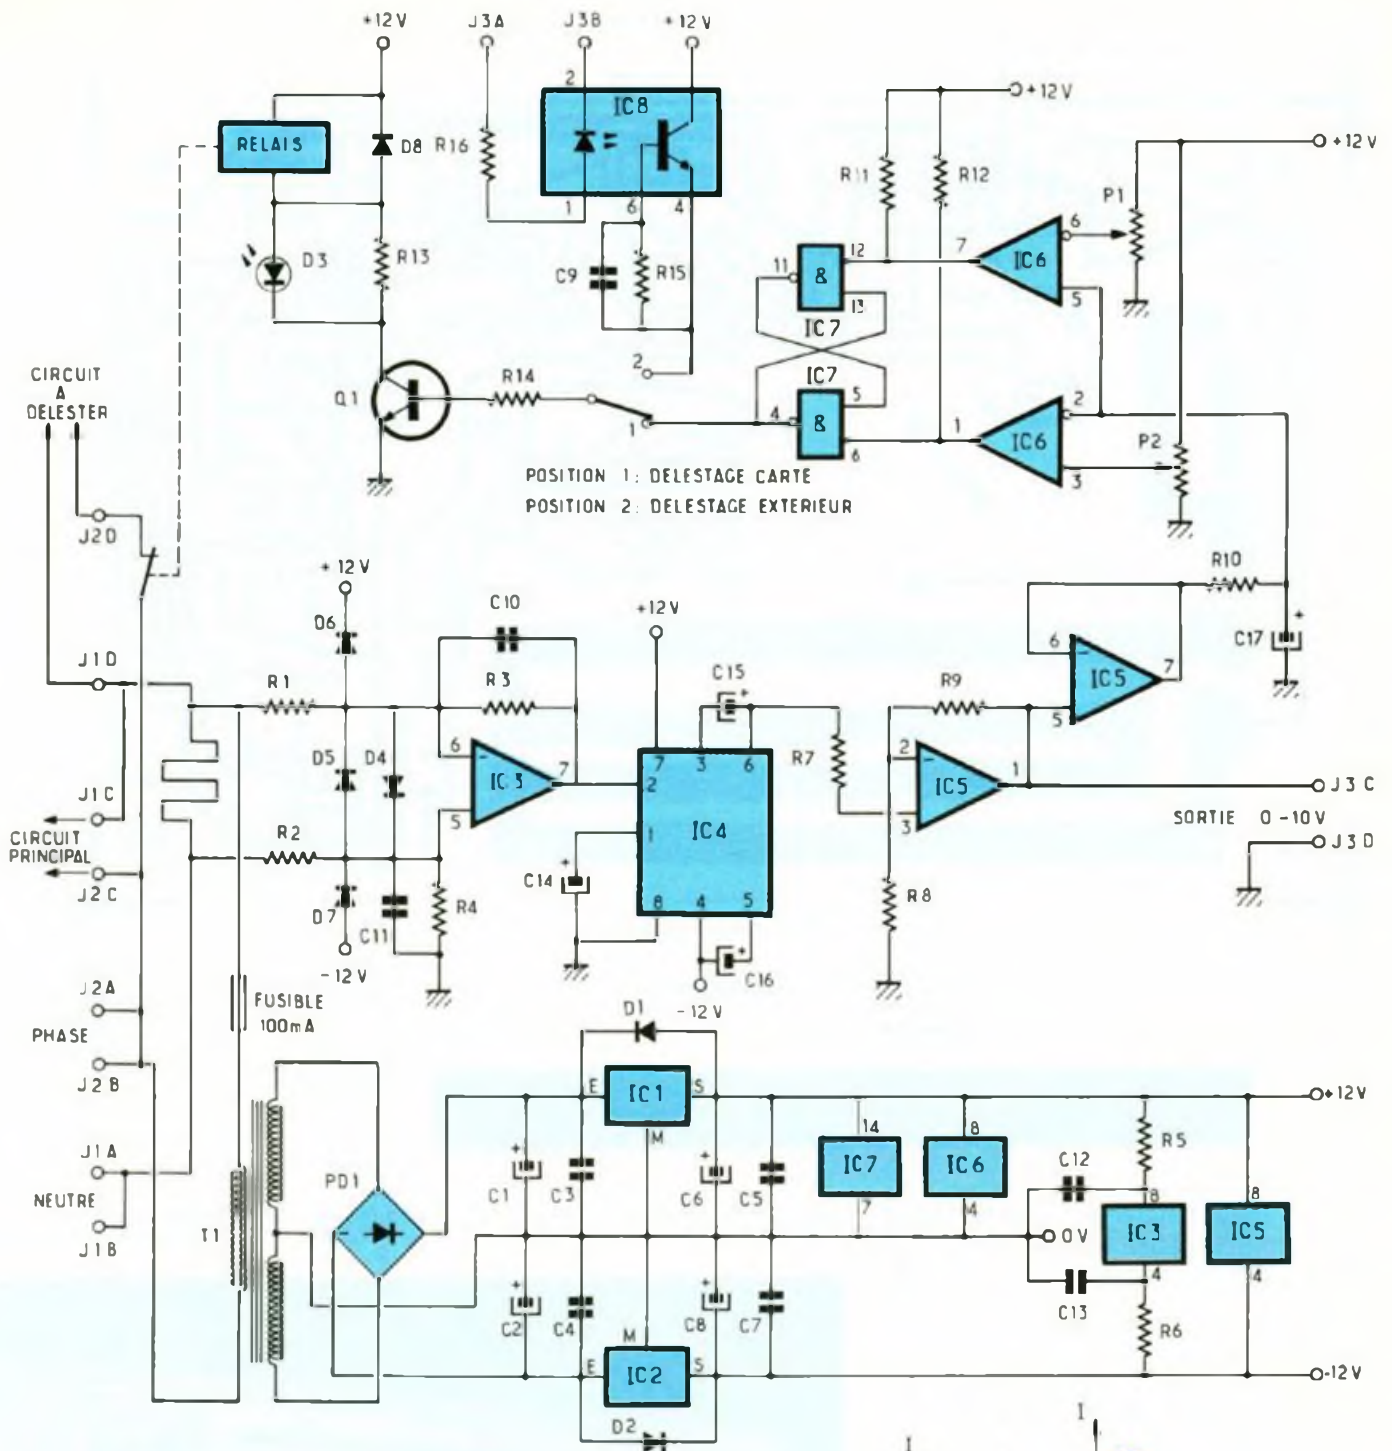 +12V J3A J3B +12V
2
IC8
+12V
RELAIS D8 R16
R11 R12
+12V
P1
1 6 4
6
D3 R13
C9 R15
12 7 IC6
11 & 5
13
IC7
2
IC7
CIRCUIT
A
DELESTER
Q1 R14
1
5 2
4 & 1 IC6
6 3
P2
POSITION 1: DELESTAGE CARTE
POSITION 2: DELESTAGE EXTERIEUR
J2D
R10
+12V
D6 C10 +12V
6 -
C17
+
J1D
R1 R3 C15 + R9 IC5 7
5
D5 D4 6 - 7 3 6 R7 2 -
J1C
IC3 7 2 IC5 1 J3C
CIRCUIT
PRINCIPAL
R2 5 1 IC4 3 SORTIE 0-10V
J3D
J2C
+ C14
D7 C11 R4 8 4 5 R8
+
-12V C16
J2A
FUSIBLE
100mA
D1 -12V
PHASE
J2B
E IC1 S +12V
M
14 8 R5
J1A
IC7 IC6 C12
PD1 + C1 C3 + C6 C5
8
NEUTRE
7 4
J1B
T1 - 0V IC3 8 IC5
4 4
+ C2 C4 + C8 C7
C13
R6
M
E IC2 S -12V
D2
I
I